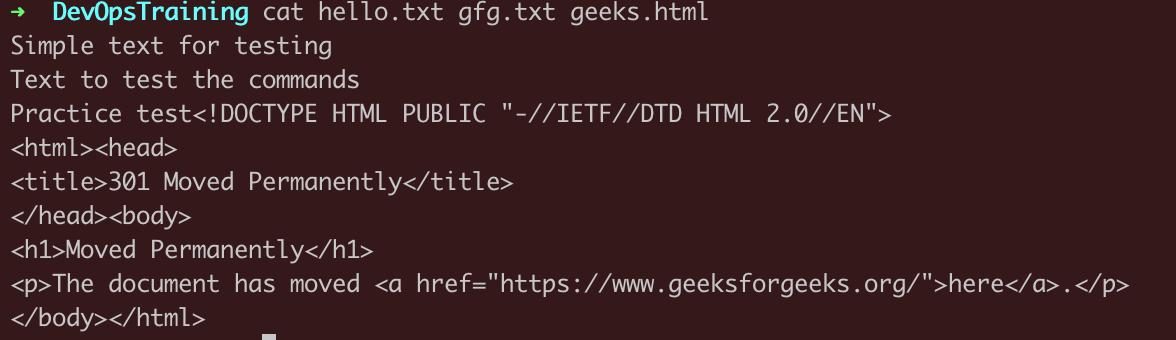 → DevOpsTraining cat hello.txt gfg.txt geeks.html
Simple text for testing
Text to test the commands
Practice test<!DOCTYPE HTML PUBLIC "-//IETF//DTD HTML 2.0//EN">
<html><head>
<title>301 Moved Permanently</title>
</head><body>
<h1>Moved Permanently</h1>
<p>The document has moved <a href="https://www.geeksforgeeks.org/">here</a>.</p>
</body></html>